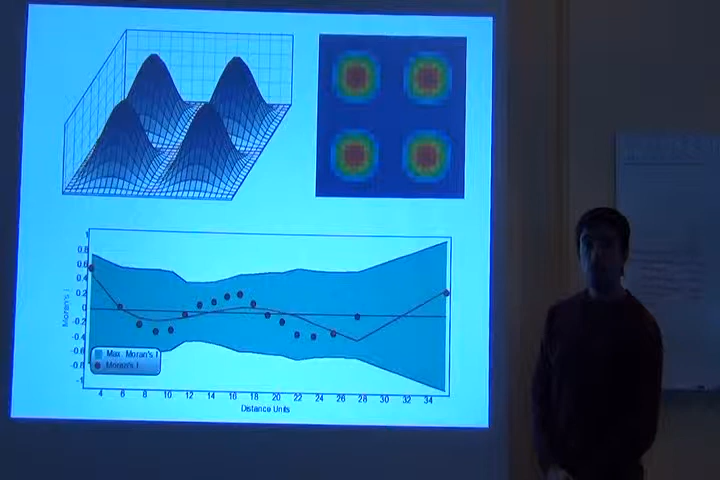 0.8
0.6
0.4
0.2
0
-0.2
-0.4
-0.6
-0.8
-1
Moran's I
Max. Moran's I
Moran's I
4 6 8 10 12 14 16 18 20 22 24 26 28 30 32 34
Distance Units